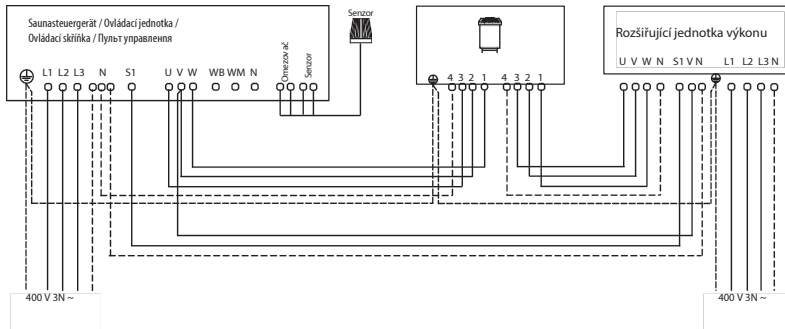 Saunasteuergerät / Ovládací jednotka /
Ovládací skříňka / Пульт управления
Senzor
Rozšiřující jednotka výkonu
L1 L2 L3 N S1 U V W WB WM N
Omezovač
Senzor
4 3 2 1 4 3 2 1
U V W N S1 V N L1 L2 L3 N
400 V 3N ~
400 V 3N ~